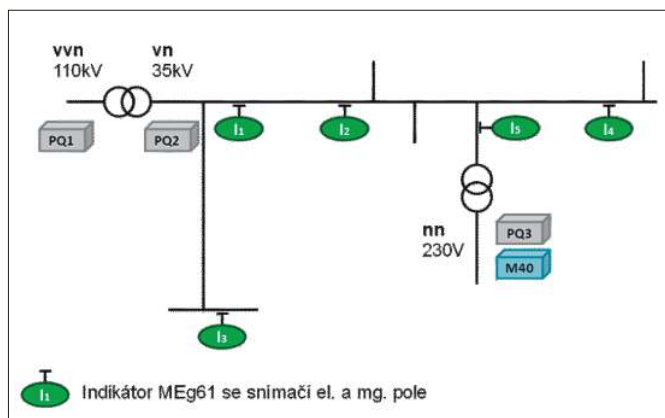 vvn
110kV
vn
35kV
PQ1
PQ2
I₁
I₂
I₅
I₄
nn
230V
PQ3
M40
I₃
I₁ Indikátor MEg61 se snímačí el. a mg. pole